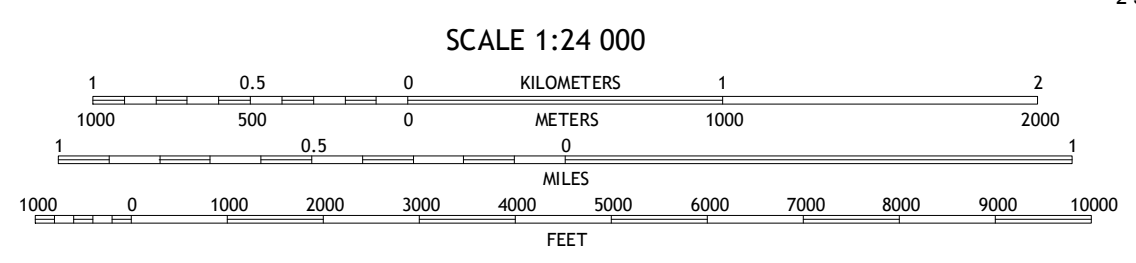 SCALE 1:24 000
1 0.5 0 KILOMETERS 1 2
1000 500 0 METERS 1000 2000
1 0.5 0 1
MILES
1000 0 1000 2000 3000 4000 5000 6000 7000 8000 9000 10000
FEET